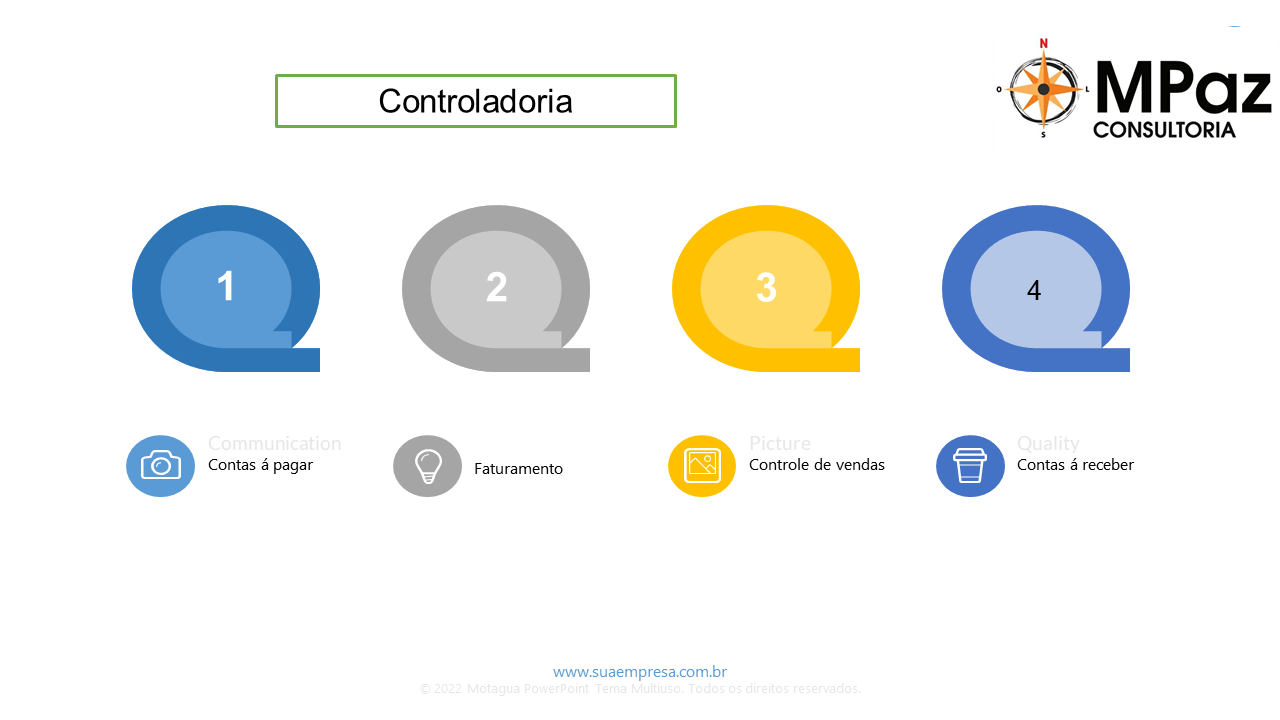 N
O
L
S
MPaz
CONSULTORIA
Controladoria
1
2
3
4
Communication
Contas á pagar
Faturamento
Picture
Controle de vendas
Quality
Contas á receber
www.suaempresa.com.br
© 2022 Motagua PowerPoint Tema Multiuso. Todos os direitos reservados.